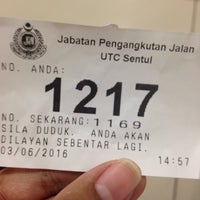 Jabatan Pengangkutan Jalan
UTC Sentul
NO. ANDA:
1217
NO. SEKARANG:1169
SILA DUDUK. ANDA AKAN
DILAYAN SEBENTAR LAGI.
03/06/2016 14:57